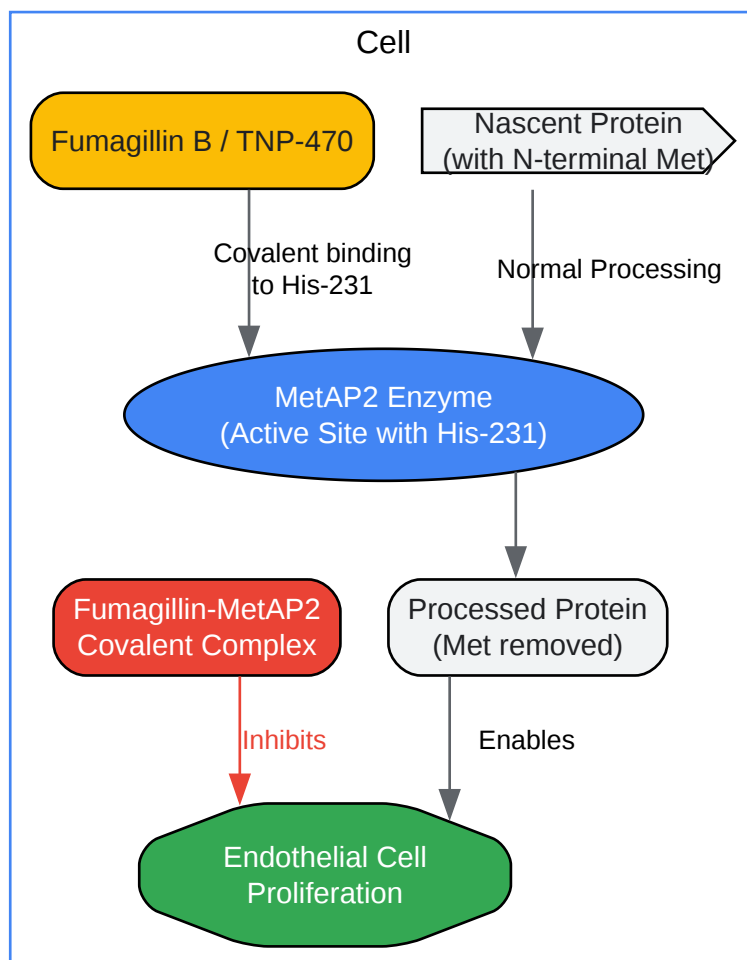 Cell
Fumagillin B / TNP-470
Nascent Protein
(with N-terminal Met)
Covalent binding
to His-231
Normal Processing
MetAP2 Enzyme
(Active Site with His-231)
Fumagillin-MetAP2
Covalent Complex
Processed Protein
(Met removed)
Inhibits
Enables
Endothelial Cell
Proliferation